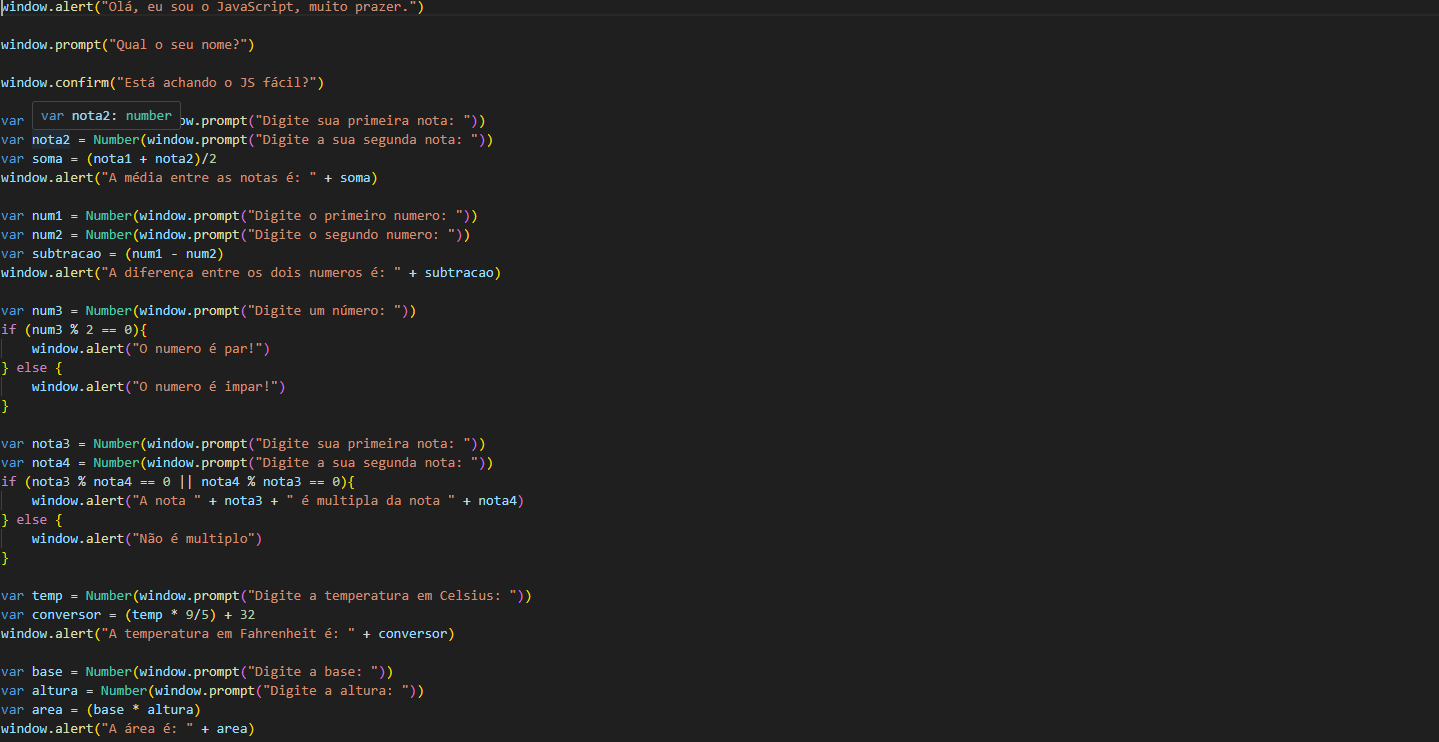 window.alert("Olá, eu sou o JavaScript, muito prazer.")
window.prompt("Qual o seu nome?")
window.confirm("Está achando o JS fácil?")
var nota2: number
var ow.prompt("Digite sua primeira nota: "))
var nota2 = Number(window.prompt("Digite a sua segunda nota: "))
var soma = (nota1 + nota2)/2
window.alert("A média entre as notas é: " + soma)
var num1 = Number(window.prompt("Digite o primeiro numero: "))
var num2 = Number(window.prompt("Digite o segundo numero: "))
var subtracao = (num1 - num2)
window.alert("A diferença entre os dois numeros é: " + subtracao)
var num3 = Number(window.prompt("Digite um número: "))
if (num3 % 2 == 0){
window.alert("O numero é par!")
} else {
window.alert("O numero é impar!")
}
var nota3 = Number(window.prompt("Digite sua primeira nota: "))
var nota4 = Number(window.prompt("Digite a sua segunda nota: "))
if (nota3 % nota4 == 0 || nota4 % nota3 == 0){
window.alert("A nota " + nota3 + " é multipla da nota " + nota4)
} else {
window.alert("Não é multiplo")
}
var temp = Number(window.prompt("Digite a temperatura em Celsius: "))
var conversor = (temp * 9/5) + 32
window.alert("A temperatura em Fahrenheit é: " + conversor)
var base = Number(window.prompt("Digite a base: "))
var altura = Number(window.prompt("Digite a altura: "))
var area = (base * altura)
window.alert("A área é: " + area)